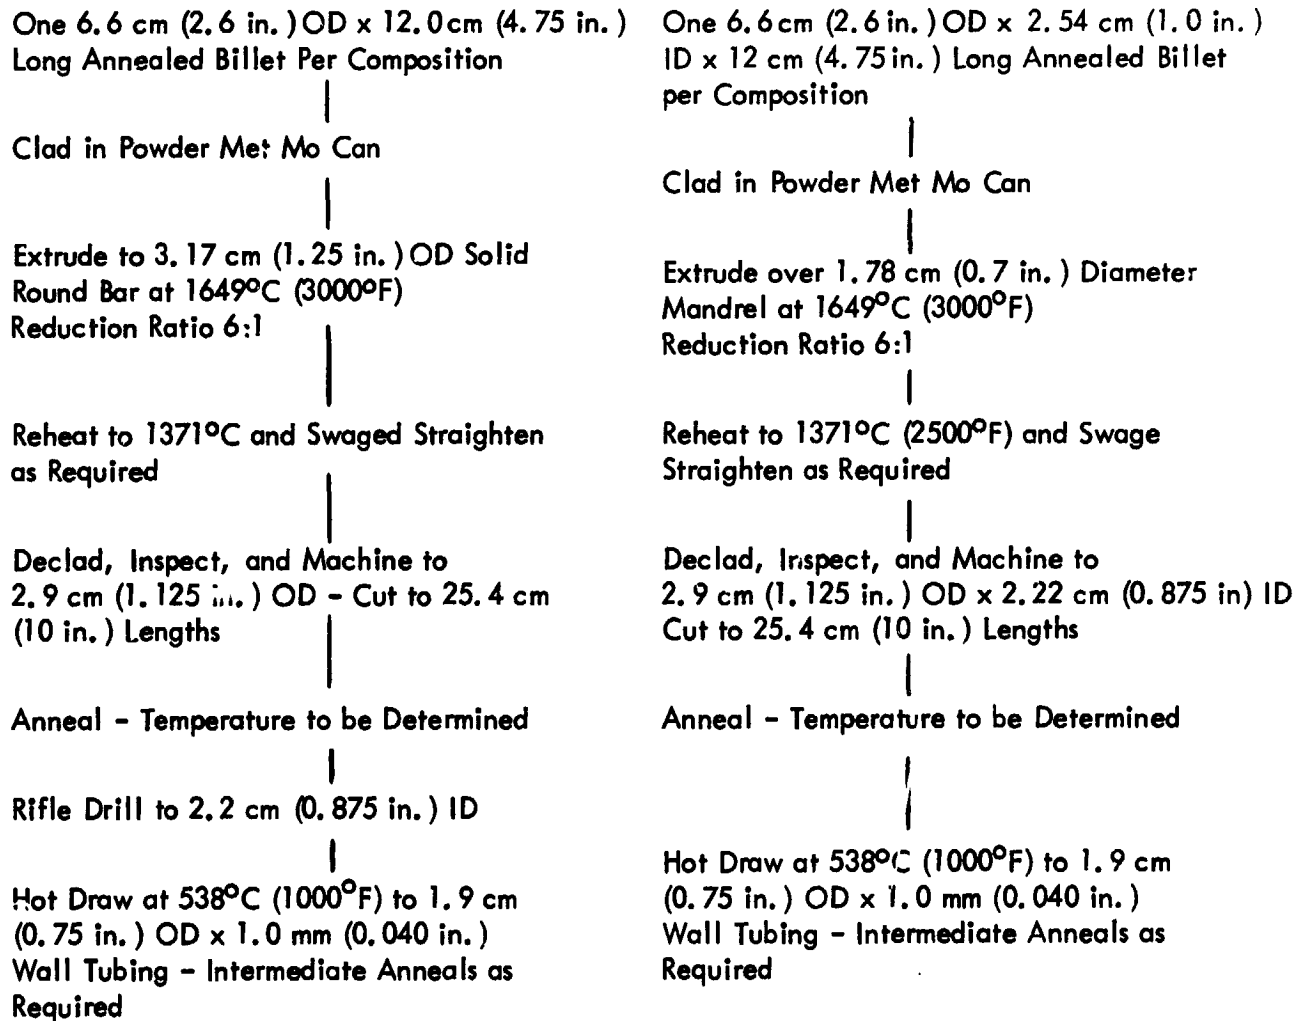 One 6.6 cm (2.6 in.) OD x 12.0 cm (4.75 in.)
Long Annealed Billet Per Composition
Clad in Powder Met Mo Can
Extrude to 3.17 cm (1.25 in.) OD Solid
Round Bar at 1649ºC (3000ºF)
Reduction Ratio 6:1
Reheat to 1371ºC and Swaged Straighten
as Required
Declad, Inspect, and Machine to
2.9 cm (1.125 in.) OD - Cut to 25.4 cm
(10 in.) Lengths
Anneal - Temperature to be Determined
Rifle Drill to 2.2 cm (0.875 in.) ID
Hot Draw at 538ºC (1000ºF) to 1.9 cm
(0.75 in.) OD x 1.0 mm (0.040 in.)
Wall Tubing - Intermediate Anneals as
Required
One 6.6 cm (2.6 in.) OD x 2.54 cm (1.0 in.)
ID x 12 cm (4.75 in.) Long Annealed Billet
per Composition
Clad in Powder Met Mo Can
Extrude over 1.78 cm (0.7 in.) Diameter
Mandrel at 1649ºC (3000ºF)
Reduction Ratio 6:1
Reheat to 1371ºC (2500ºF) and Swage
Straighten as Required
Declad, Inspect, and Machine to
2.9 cm (1.125 in.) OD x 2.22 cm (0.875 in) ID
Cut to 25.4 cm (10 in.) Lengths
Anneal - Temperature to be Determined
Hot Draw at 538ºC (1000ºF) to 1.9 cm
(0.75 in.) OD x 1.0 mm (0.040 in.)
Wall Tubing - Intermediate Anneals as
Required